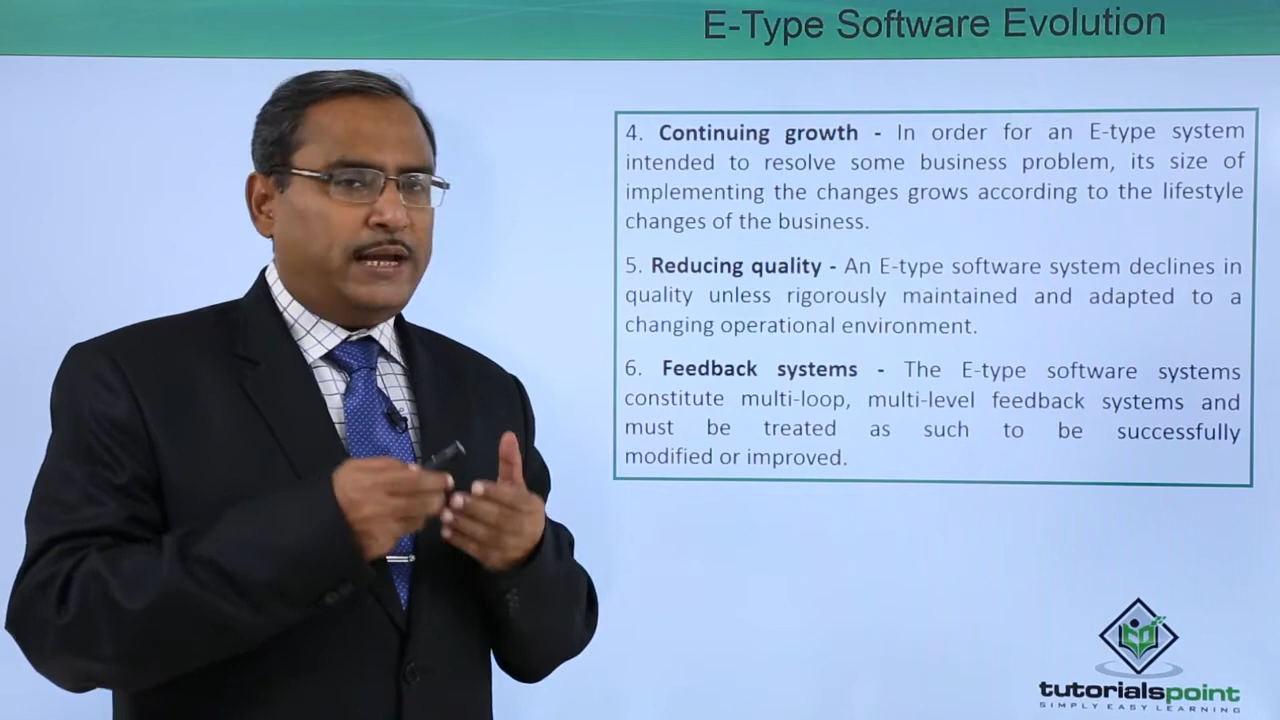 E-Type Software Evolution
4. Continuing growth - In order for an E-type system
intended to resolve some business problem, its size of
implementing the changes grows according to the lifestyle
changes of the business.
5. Reducing quality - An E-type software system declines in
quality unless rigorously maintained and adapted to a
changing operational environment.
6. Feedback systems - The E-type software systems
constitute multi-loop, multi-level feedback systems and
must be treated as such to be successfully
modified or improved.
tutorialspoint
SIMPLY EASY LEARNING